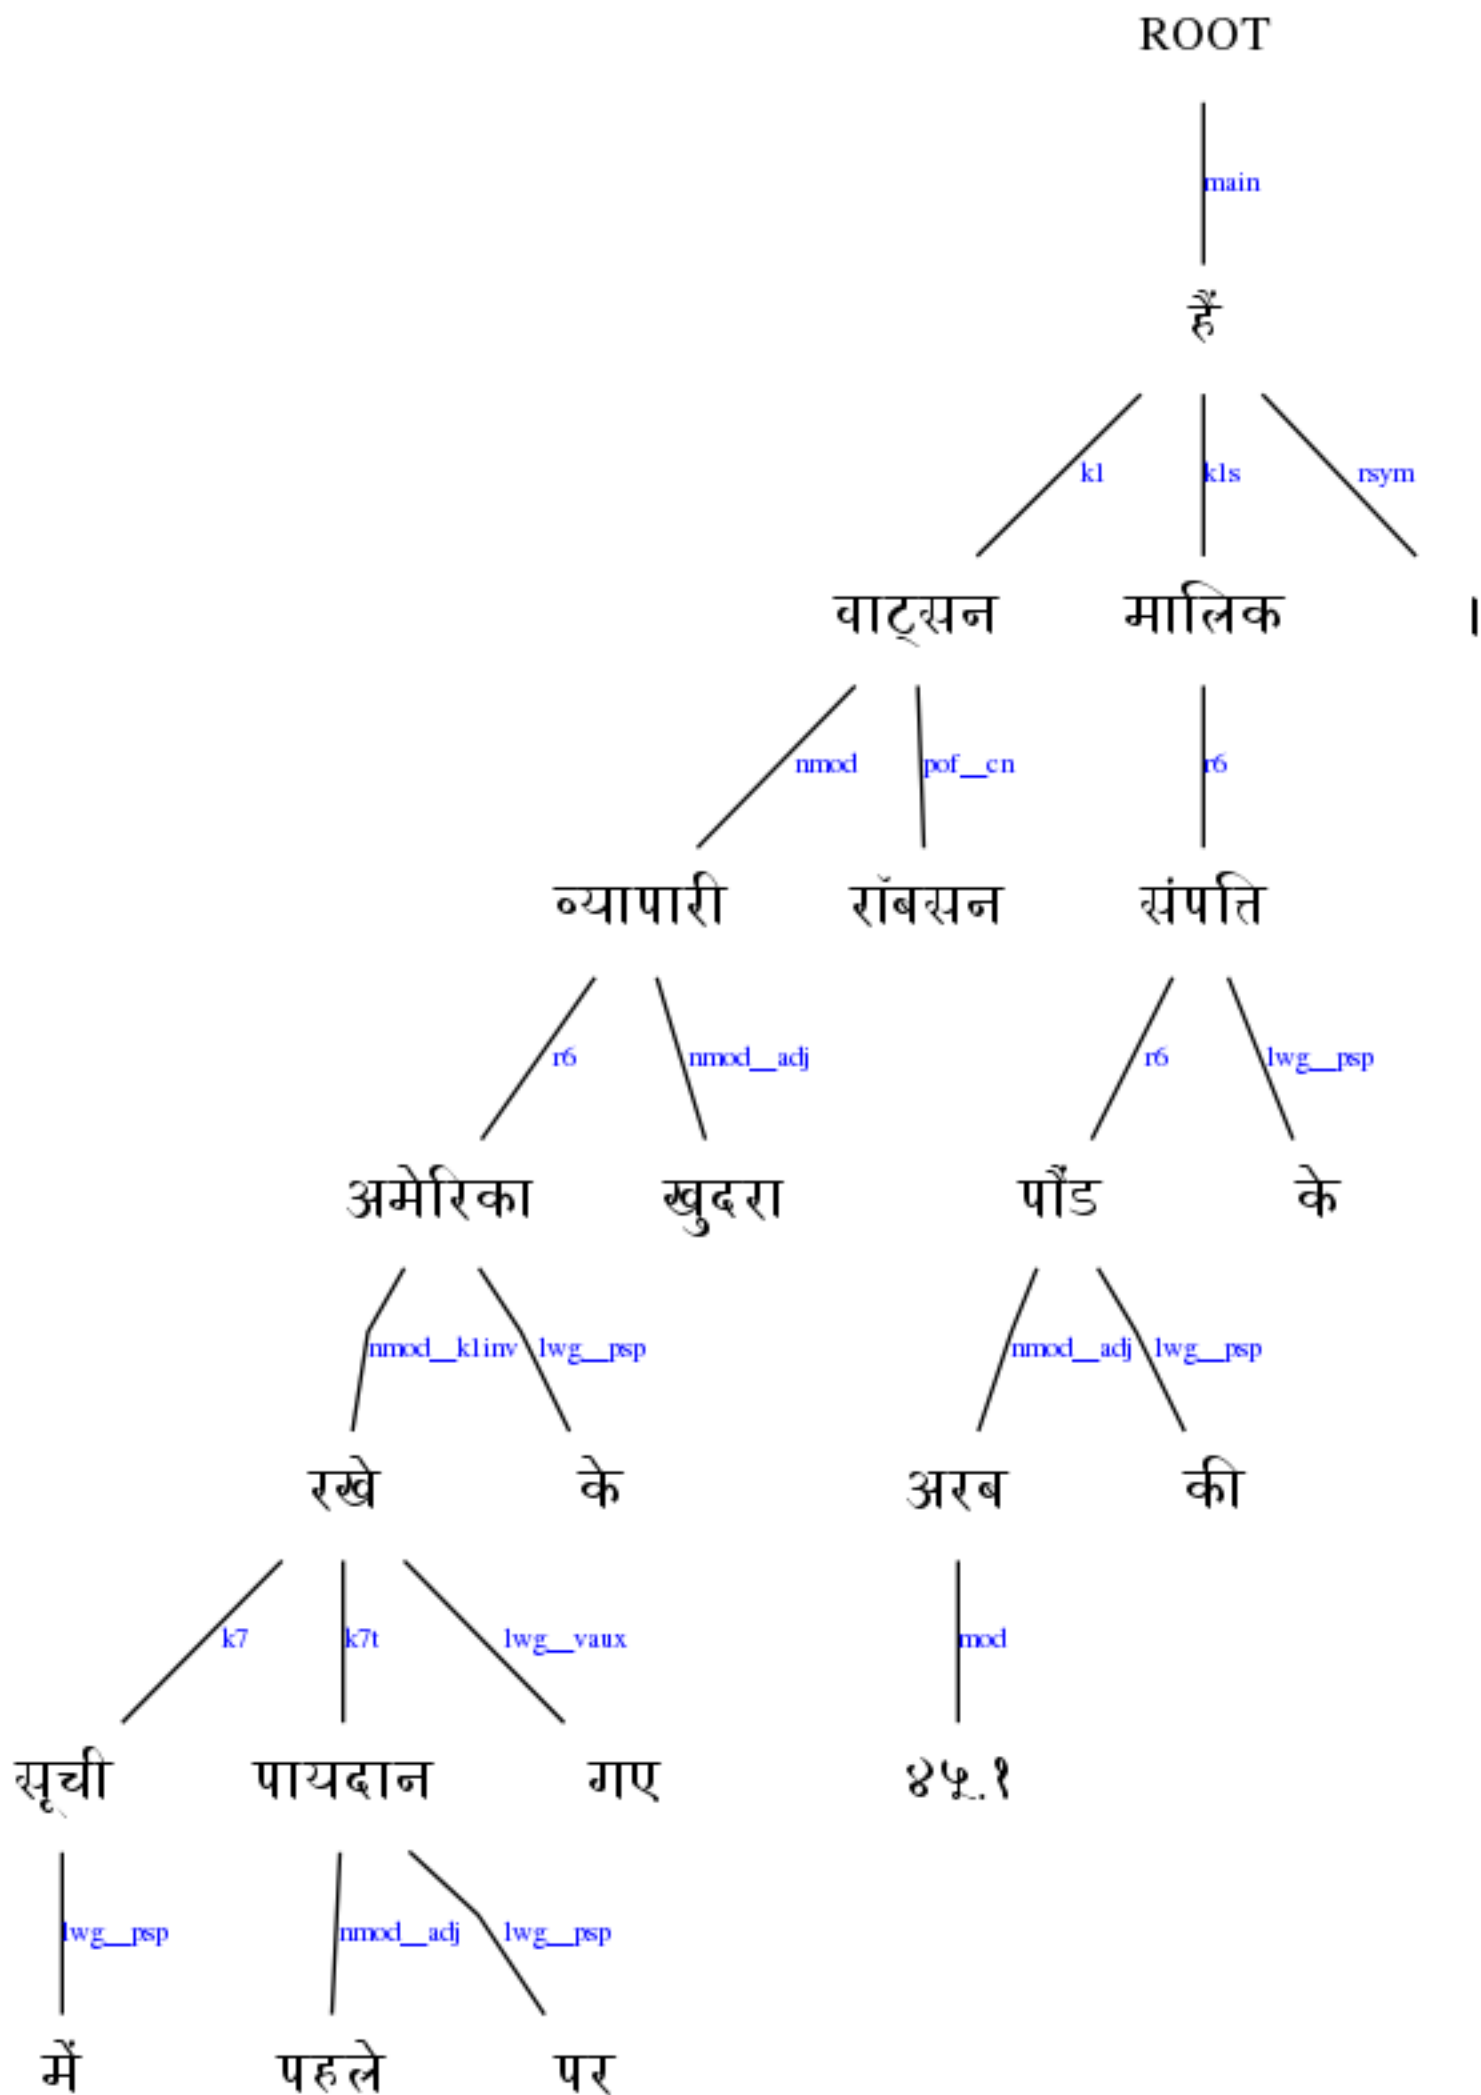 ROOT
main
हैं
k1 k1s rsym
वाट्सन मालिक ।
nmod pof__cn r6
व्यापारी रॉबसन संपत्ति
r6 nmod__adj r6 lwg__psp
अमेरिका खुदरा पौंड के
nmod__k1inv lwg__psp nmod__adj lwg__psp
रखे के अरब की
k7 k7t lwg__vaux mod
सूची पायदान गए ४५.१
lwg__psp nmod__adj lwg__psp
में पहले पर